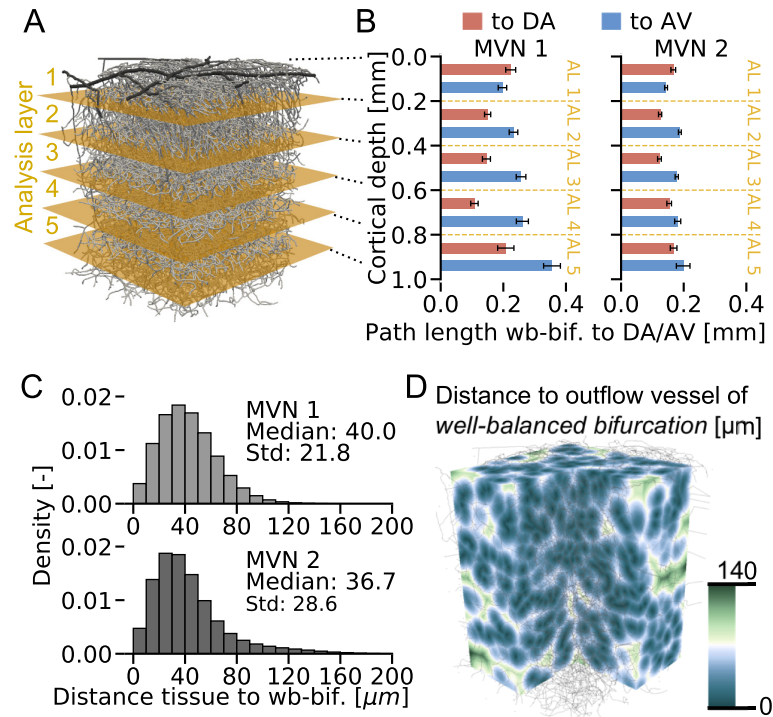 A
Analysis layer
1
2
3
4
5
B
to DA
to AV
MVN 1
MVN 2
Cortical depth [mm]
0.0
0.2
0.4
0.6
0.8
1.0
AL 1
AL 2
AL 3
AL 4
AL 5
AL 1
AL 2
AL 3
AL 4
AL 5
0.0 0.2 0.4
0.0 0.2 0.4
Path length wb-bif. to DA/AV [mm]
C
Density [-]
0.02
0.01
0.00
MVN 1
Median: 40.0
Std: 21.8
0 40 80 120 160 200
0.02
0.01
0.00
MVN 2
Median: 36.7
Std: 28.6
0 40 80 120 160 200
Distance tissue to wb-bif. [μm]
D
Distance to outflow vessel of
well-balanced bifurcation [μm]
140
0